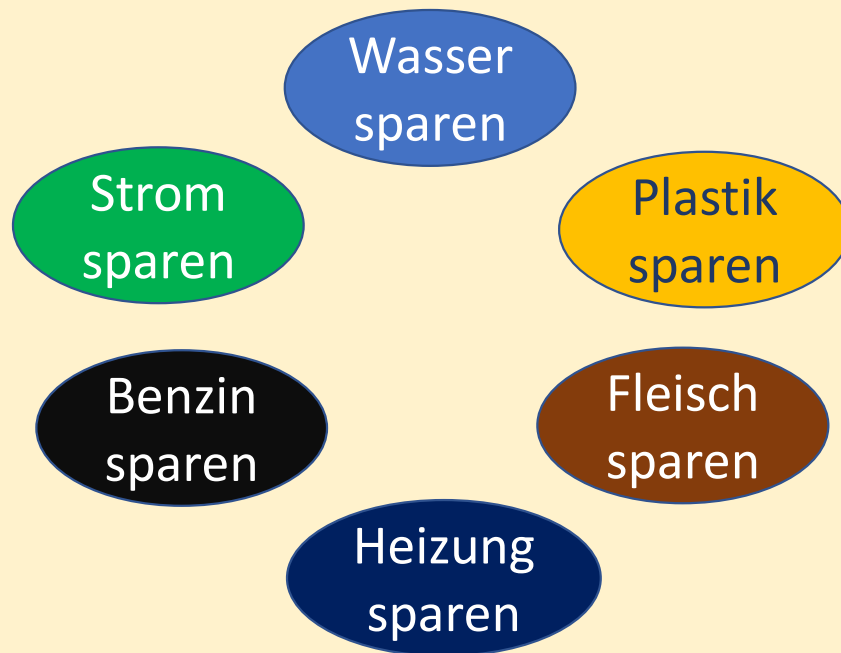 Wasser
sparen
Strom
sparen
Plastik
sparen
Benzin
sparen
Fleisch
sparen
Heizung
sparen